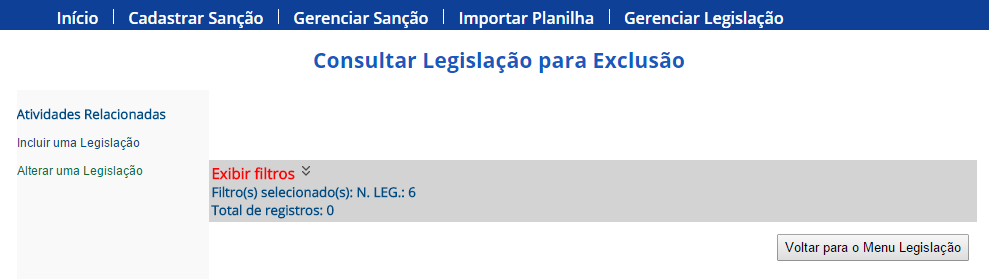 Início Cadastrar Sanção Gerenciar Sanção Importar Planilha Gerenciar Legislação
Consultar Legislação para Exclusão
Atividades Relacionadas
Incluir uma Legislação
Alterar uma Legislação
Exibir filtros
Filtro(s) selecionado(s): N. LEG.: 6
Total de registros: 0
Voltar para o Menu Legislação